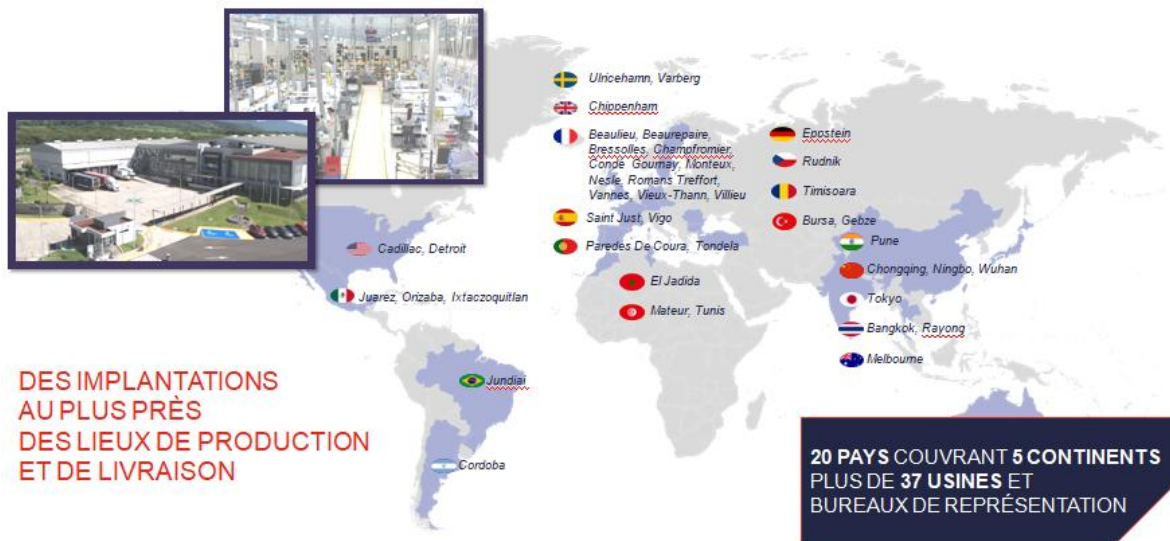 Ulricehamn, Varberg
Chippenham
Beaulieu, Beaurepaire,
Bressolles, Champfromier,
Condé Gournay, Monteux,
Nesle, Romans Treffort,
Vannes, Vieux-Thann, Villieu
Saint Just, Vigo
Paredes De Coura, Tondela
Eppstein
Rudnik
Timisoara
Bursa, Gebze
Pune
Chongqing, Ningbo, Wuhan
Tokyo
Bangkok, Rayong
Melbourne
Cadillac, Detroit
Juarez, Orizaba, Ixtaczoquitlan
El Jadida
Mateur, Tunis
Jundiai
Cordoba
DES IMPLANTATIONS
AU PLUS PRÈS
DES LIEUX DE PRODUCTION
ET DE LIVRAISON
20 PAYS COUVRANT 5 CONTINENTS
PLUS DE 37 USINES ET
BUREAUX DE REPRÉSENTATION